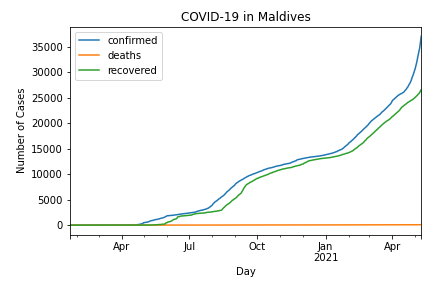 COVID-19 in Maldives
confirmed
deaths
recovered
35000
30000
25000
20000
15000
10000
5000
0
Number of Cases
Apr Jul Oct Jan Apr
2021
Day